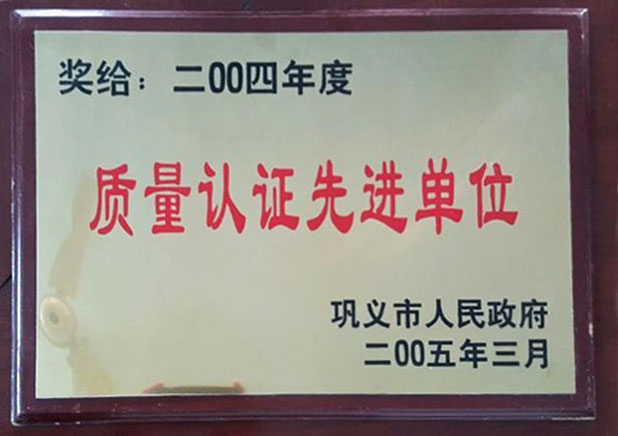 奖给：二00四年度
质量认证先进单位
巩义市人民政府
二00五年三月